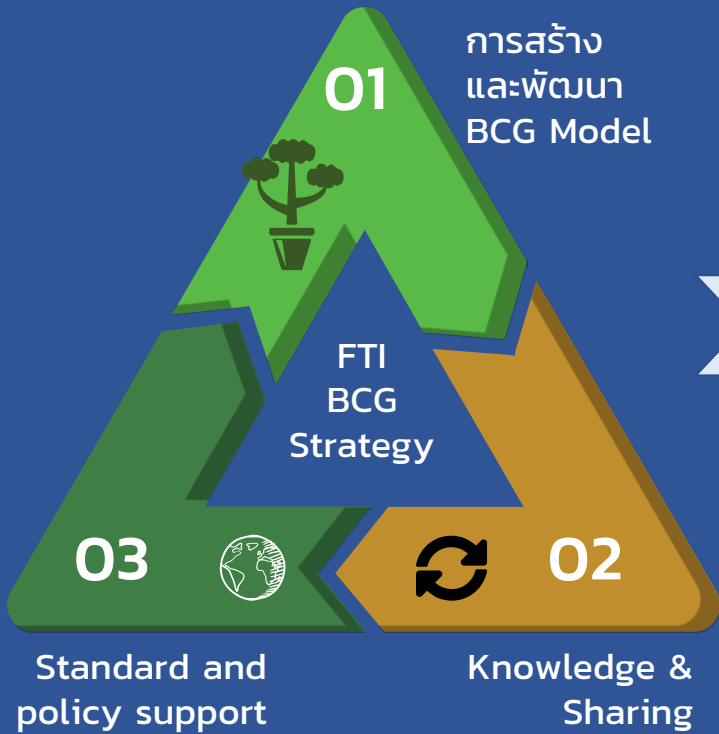 01
การสร้าง
และพัฒนา
BCG Model
FTI
BCG
Strategy
03
02
Standard and
policy support
Knowledge &
Sharing